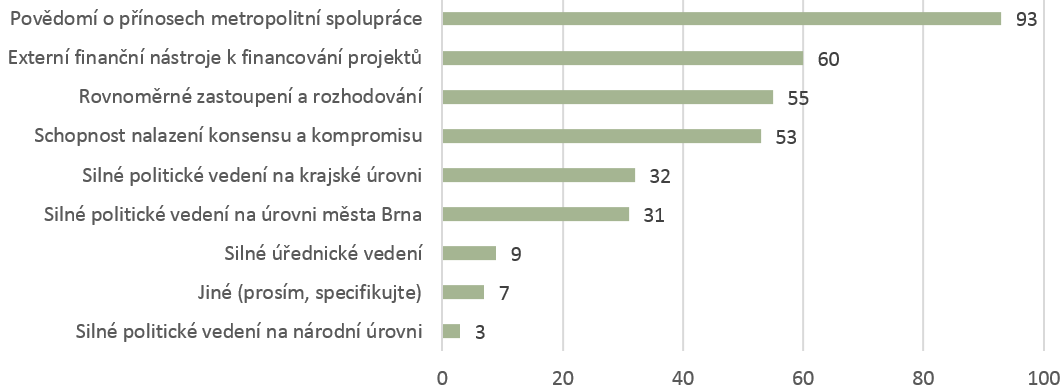 Povědomí o přínosech metropolitní spolupráce 93
Externí finanční nástroje k financování projektů 60
Rovnoměrné zastoupení a rozhodování 55
Schopnost nalazení konsensu a kompromisu 53
Silné politické vedení na krajské úrovni 32
Silné politické vedení na úrovni města Brna 31
Silné úřednické vedení 9
Jiné (prosím, specifikujte) 7
Silné politické vedení na národní úrovni 3
0 20 40 60 80 100